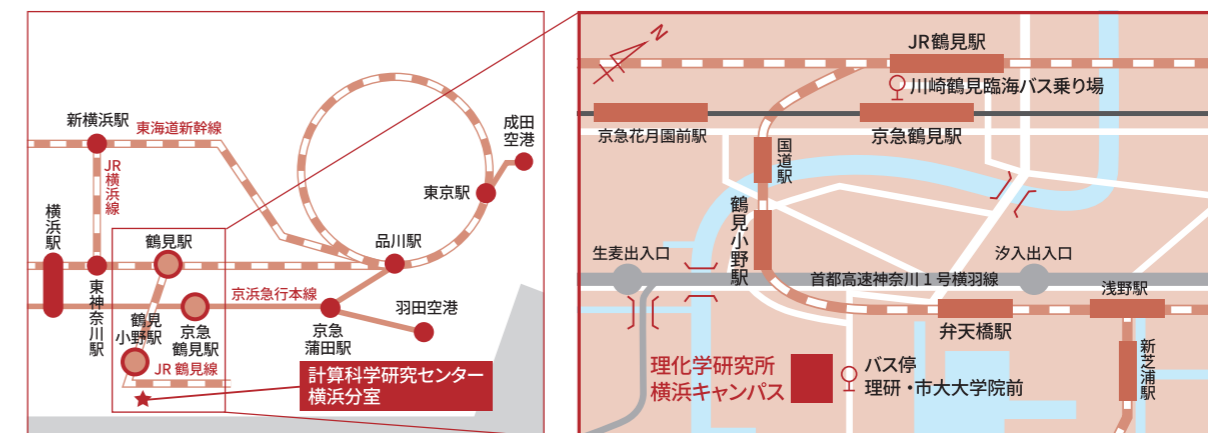 新横浜駅
東海道新幹線
JR横浜線
成田
空港
東京駅
横浜駅
鶴見駅
品川駅
東神奈川駅
京浜急行本線
羽田空港
鶴見
小野駅
京急
鶴見駅
京急
蒲田駅
JR 鶴見線
計算科学研究センター
横浜分室
N
JR鶴見駅
川崎鶴見臨海バス乗り場
京急花月園前駅
京急鶴見駅
国道駅
鶴見小野駅
生麦出入口
汐入出入口
首都高速神奈川 1 号横羽線
浅野駅
弁天橋駅
新芝浦駅
理化学研究所
横浜キャンパス
バス停
理研・市大大学院前